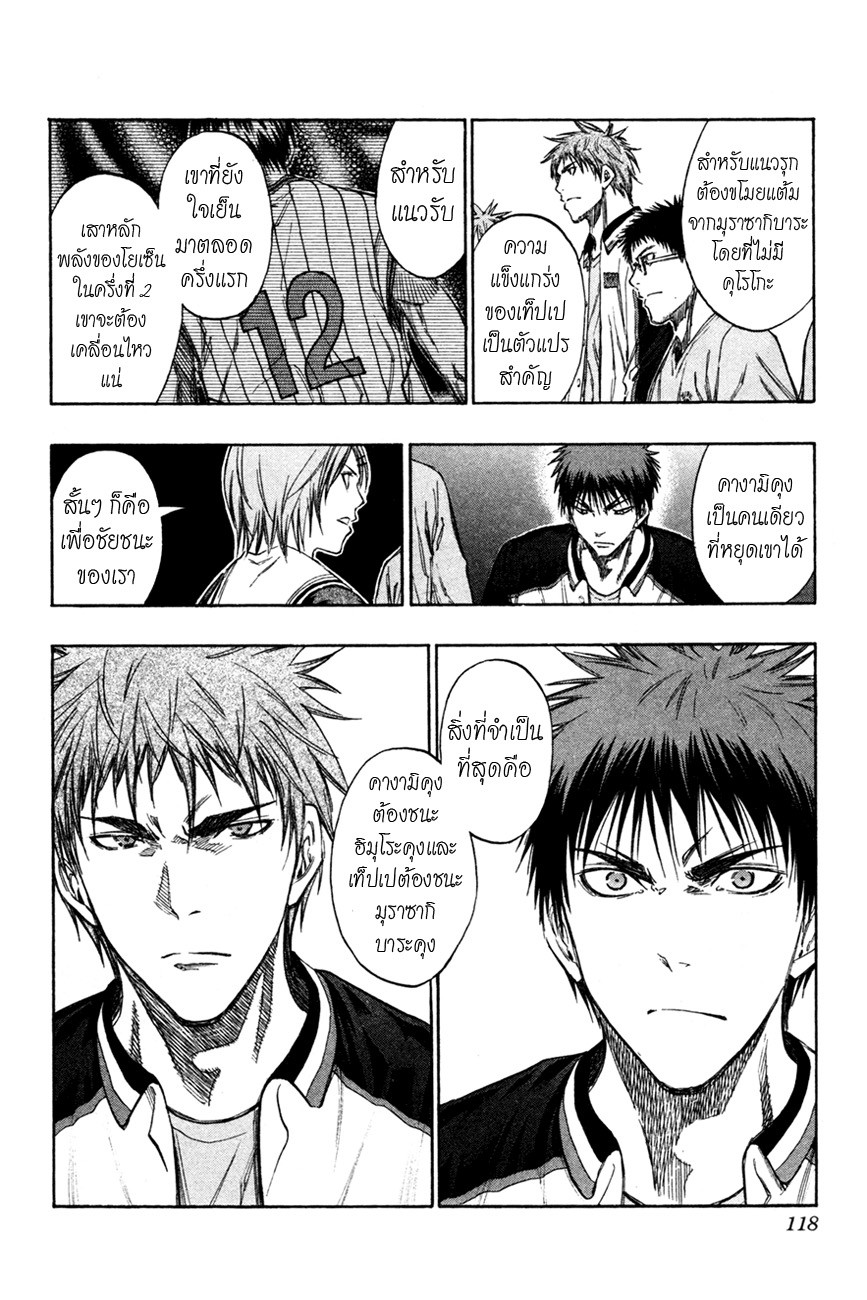 สำหรับแนวรุก
ต้องขโมยแต้ม
จากมุราซากิบาระ
โดยที่ไม่มี
คุโรโกะ
ความ
แข็งแกร่ง
ของเท็ปเป
เป็นตัวแปร
สำคัญ
สำหรับ
แนวรับ
เขาที่ยัง
ใจเย็น
มาตลอด
ครึ่งแรก
เสาหลัก
พลังของโยเซ็น
ในครึ่งที่ 2
เขาจะต้อง
เคลื่อนไหว
แน่
12
คางามิคุง
เป็นคนเดียว
ที่หยุดเขาได้
สั้นๆ ก็คือ
เพื่อชัยชนะ
ของเรา
สิ่งที่จำเป็น
ที่สุดคือ
คางามิคุง
ต้องชนะ
ฮิมุโระคุงและ
เท็ปเปต้องชนะ
มุราซากิ
บาระคุง
118